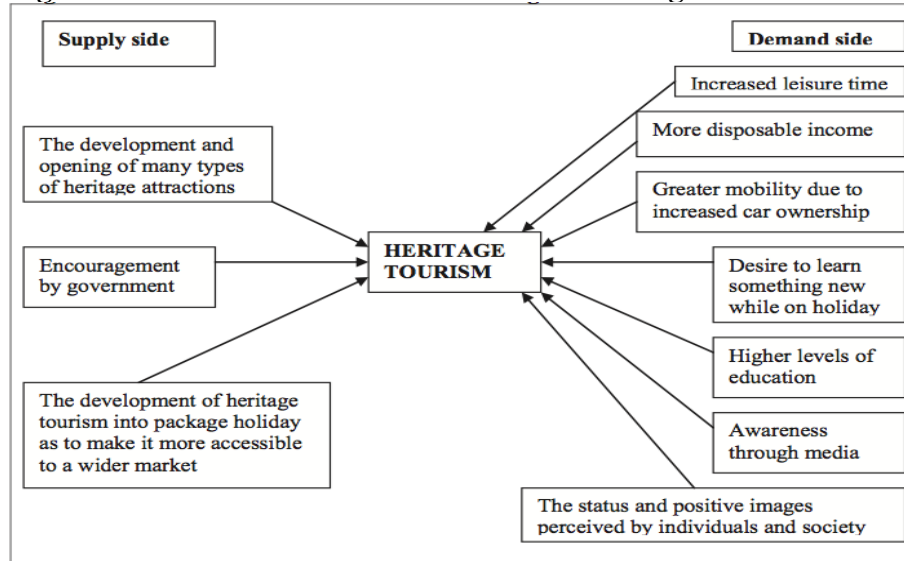 Supply side
Demand side
Increased leisure time
More disposable income
The development and
opening of many types
of heritage attractions
Greater mobility due to
increased car ownership
HERITAGE
TOURISM
Encouragement
by government
Desire to learn
something new
while on holiday
Higher levels of
education
The development of heritage
tourism into package holiday
as to make it more accessible
to a wider market
Awareness
through media
The status and positive images
perceived by individuals and society